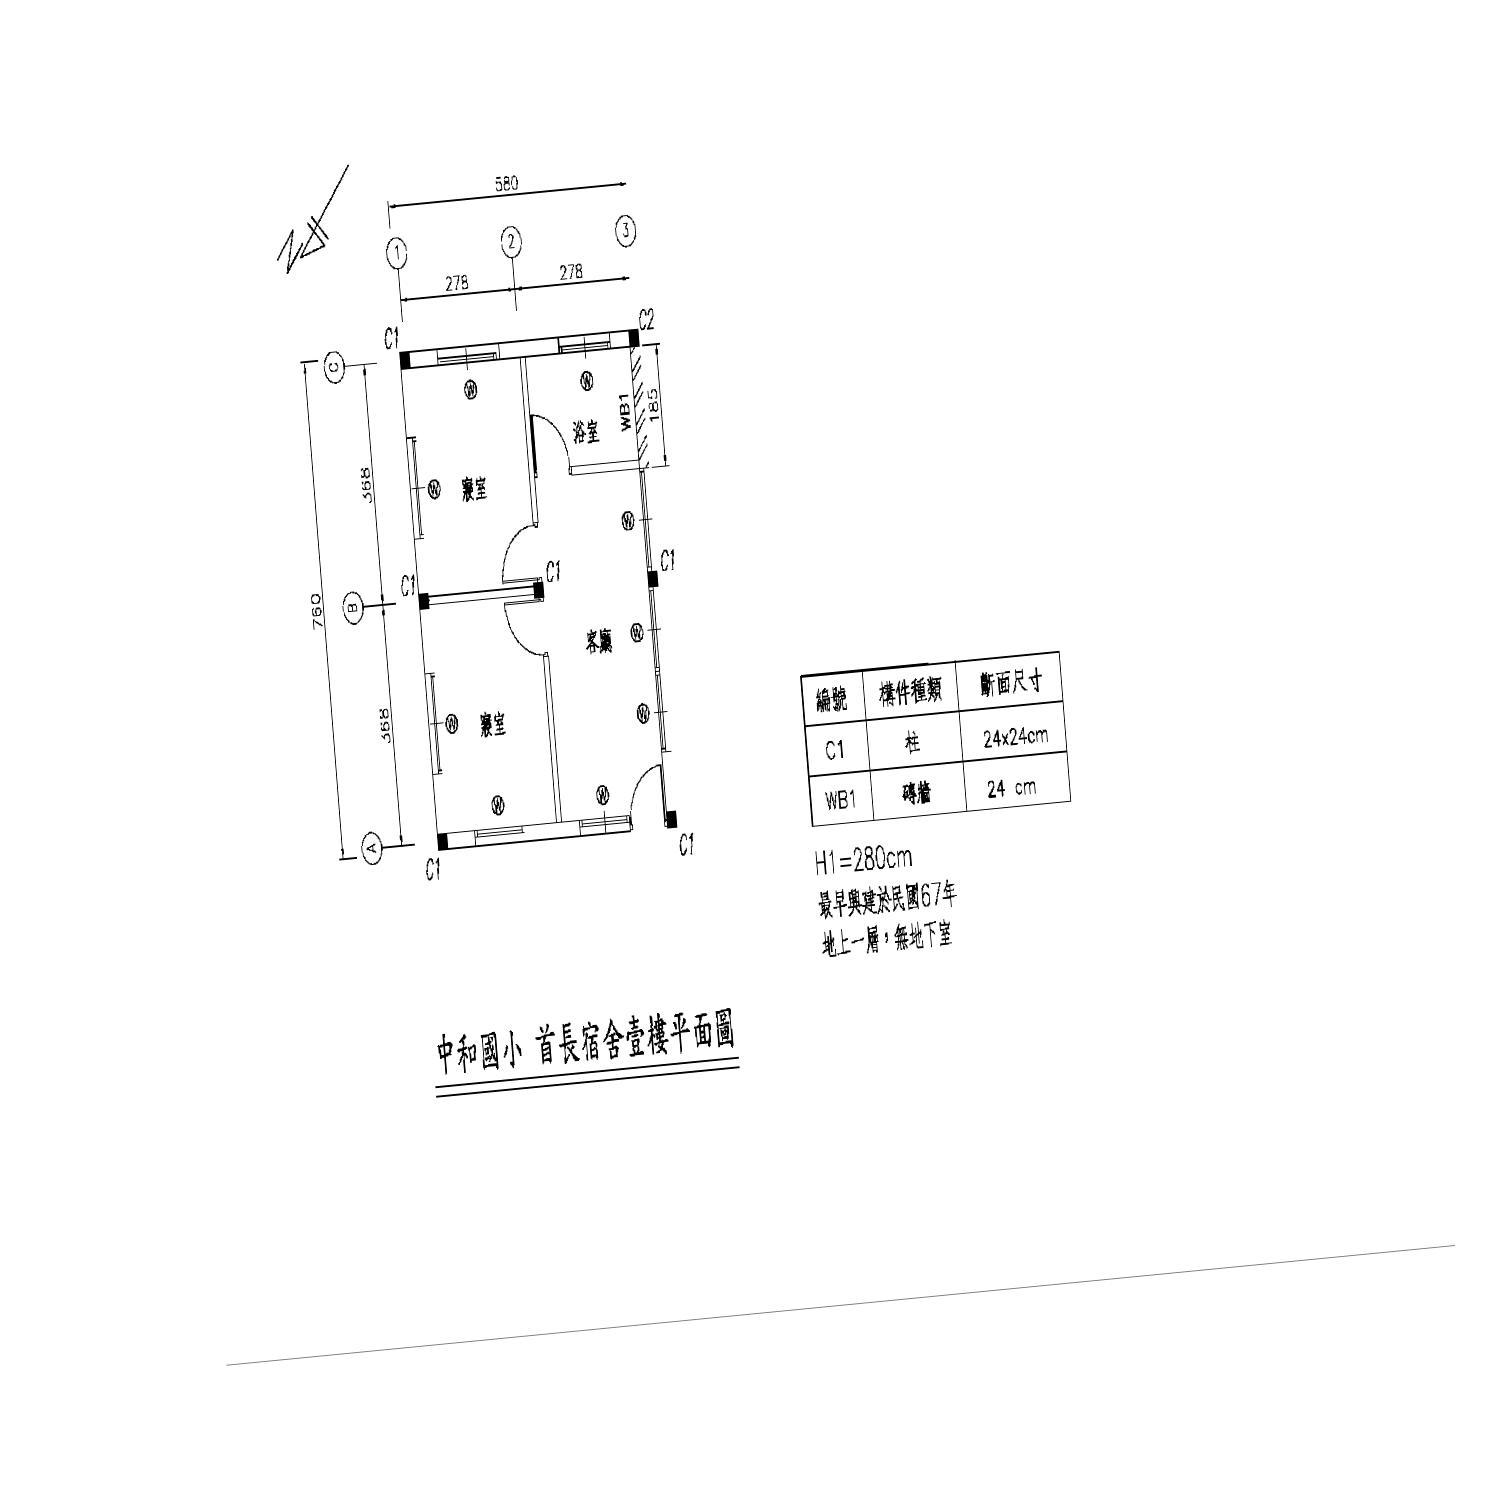 N
580
1 2 3
278 278
C1 C2
C
W W
WB1
185
浴室
368
W 寢室
W
C1 C1 C1
B
760
客廳 W
368
W 寢室 W
W W
A
C1 C1
編號 構件種類 斷面尺寸
C1 柱 24x24cm
WB1 磚牆 24 cm
H1=280cm
最早興建於民國67年
地上一層，無地下室
中和國小 首長宿舍壹樓平面圖